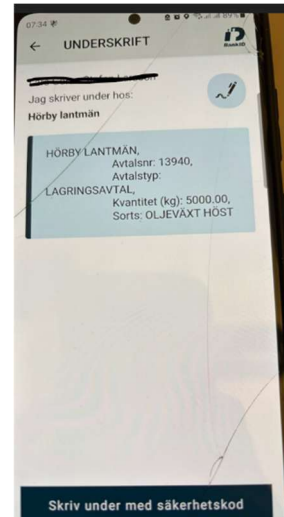 07:34
89%
← UNDERSKRIFT
BankID
Jag skriver under hos:
Hörby lantmän
HÖRBY LANTMÄN,
Avtalsnr: 13940,
Avtalstyp:
LAGRINGSAVTAL,
Kvantitet (kg): 5000.00,
Sorts: OLJEVÄXT HÖST
Skriv under med säkerhetskod